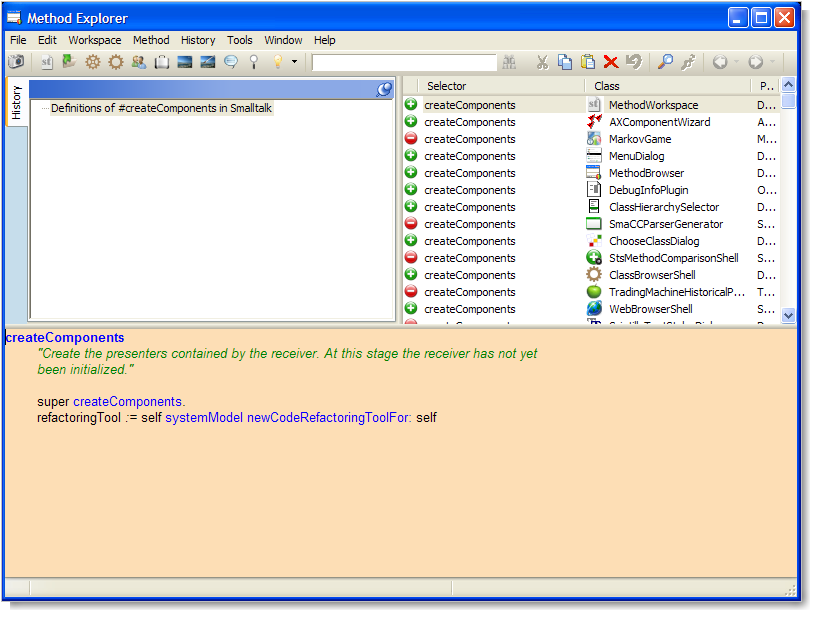 Method Explorer
File Edit Workspace Method History Tools Window Help
History
Definitions of #createComponents in Smalltalk
Selector Class P...
createComponents st MethodWorkspace D...
createComponents AXComponentWizard A...
createComponents MarkovGame M...
createComponents MenuDialog D...
createComponents MethodBrowser D...
createComponents DebugInfoPlugin O...
createComponents ClassHierarchySelector D...
createComponents SmaCCParserGenerator S...
createComponents ChooseClassDialog D...
createComponents StsMethodComparisonShell S...
createComponents ClassBrowserShell D...
createComponents TradingMachineHistoricalP... T...
createComponents WebBrowserShell S...
createComponents
"Create the presenters contained by the receiver. At this stage the receiver has not yet
been initialized."
super createComponents.
refactoringTool := self systemModel newCodeRefactoringToolFor: self